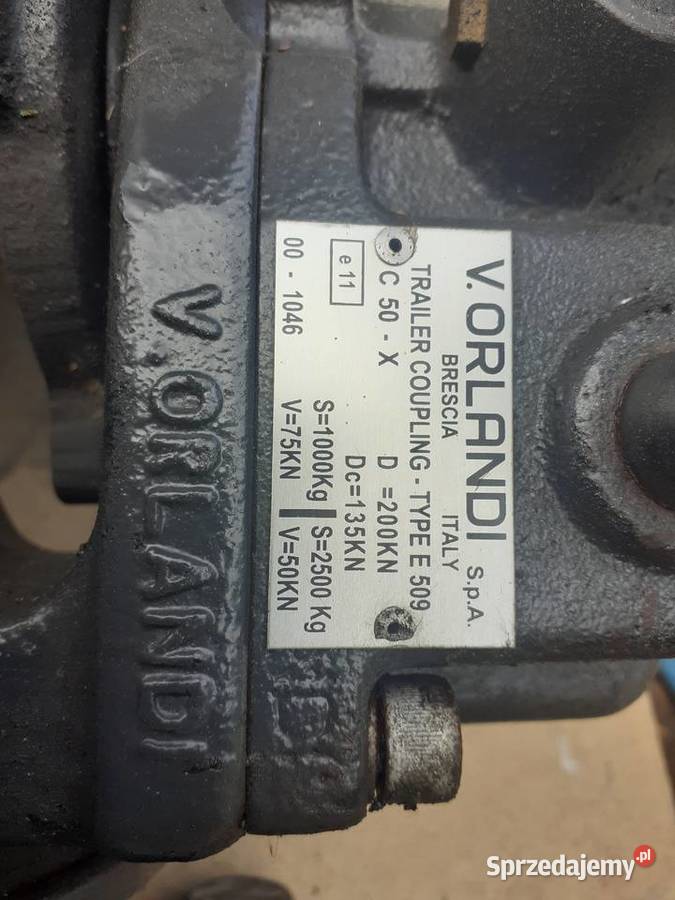 V.ORLANDI S.p.A.
BRESCIA ITALY
TRAILER COUPLING - TYPE E 509
C 50 - X D =200KN
e 11 Dc=135KN
S=1000Kg | S=2500 Kg
00 - 1046 V=75KN | V=50KN
V.ORLANDI
Sprzedajemy.pl